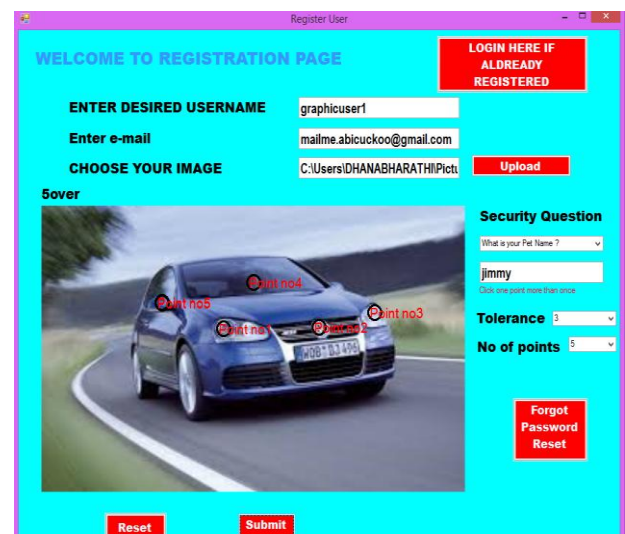 Register User
WELCOME TO REGISTRATION PAGE
LOGIN HERE IF
ALDREADY
REGISTERED
ENTER DESIRED USERNAME
graphicuser1
Enter e-mail
mailme.abicuckoo@gmail.com
CHOOSE YOUR IMAGE
C:\Users\DHANABHARATHI\Pictu
Upload
5over
Security Question
What is your Pet Name ?
jimmy
Click one point more than once
Tolerance 3
No of points 5
Point no4
Point no5
Point no3
Point no1
Point no2
WOB DJ 496
Forgot
Password
Reset
Reset
Submit